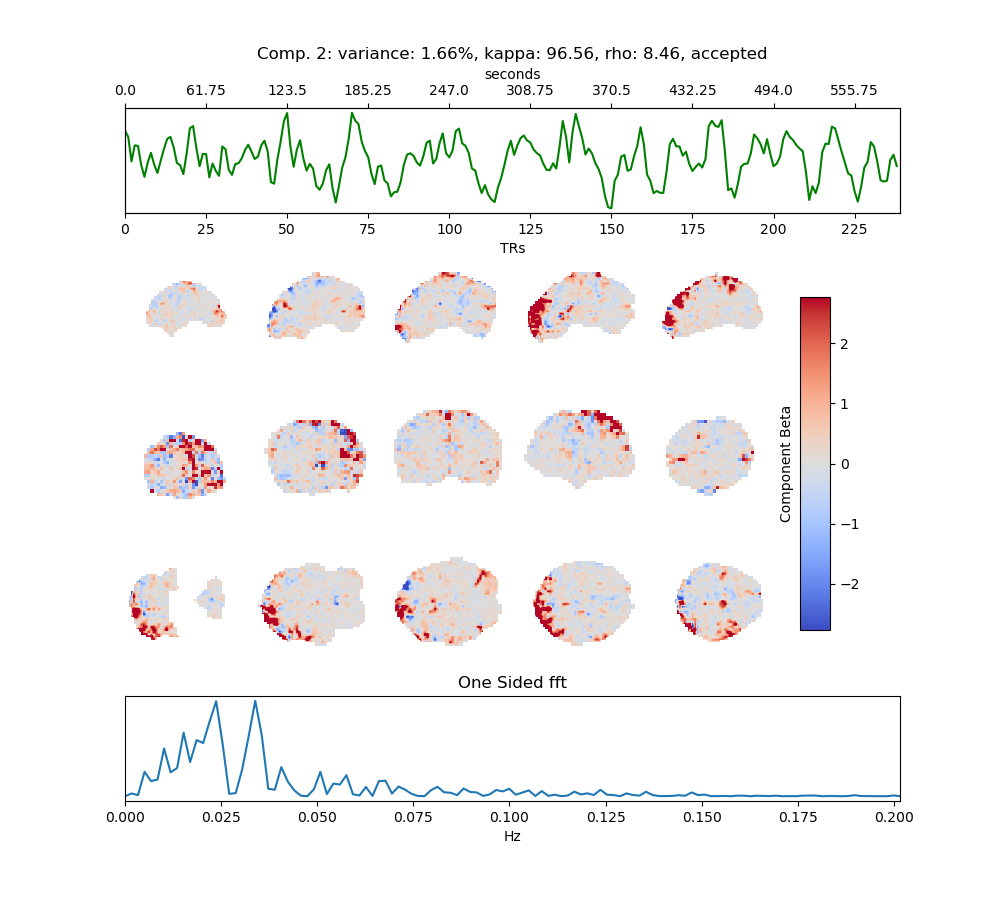 Comp. 2: variance: 1.66%, kappa: 96.56, rho: 8.46, accepted
seconds
0.0 61.75 123.5 185.25 247.0 308.75 370.5 432.25 494.0 555.75
0 25 50 75 100 125 150 175 200 225
TRs
2
1
0
−1
−2
Component Beta
One Sided fft
0.000 0.025 0.050 0.075 0.100 0.125 0.150 0.175 0.200
Hz